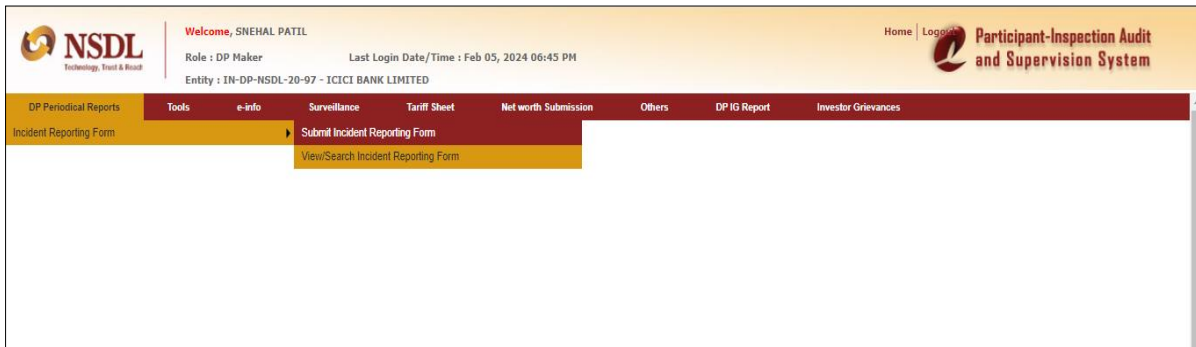 NSDL
Technology, Trust & Reach
Welcome, SNEHAL PATIL
Role : DP Maker Last Login Date/Time : Feb 05, 2024 06:45 PM
Entity : IN-DP-NSDL-20-97 - ICICI BANK LIMITED
Home | Logout
Participant-Inspection Audit
and Supervision System
DP Periodical Reports Tools e-info Surveillance Tariff Sheet Net worth Submission Others DP IG Report Investor Grievances
Incident Reporting Form Submit Incident Reporting Form
View/Search Incident Reporting Form